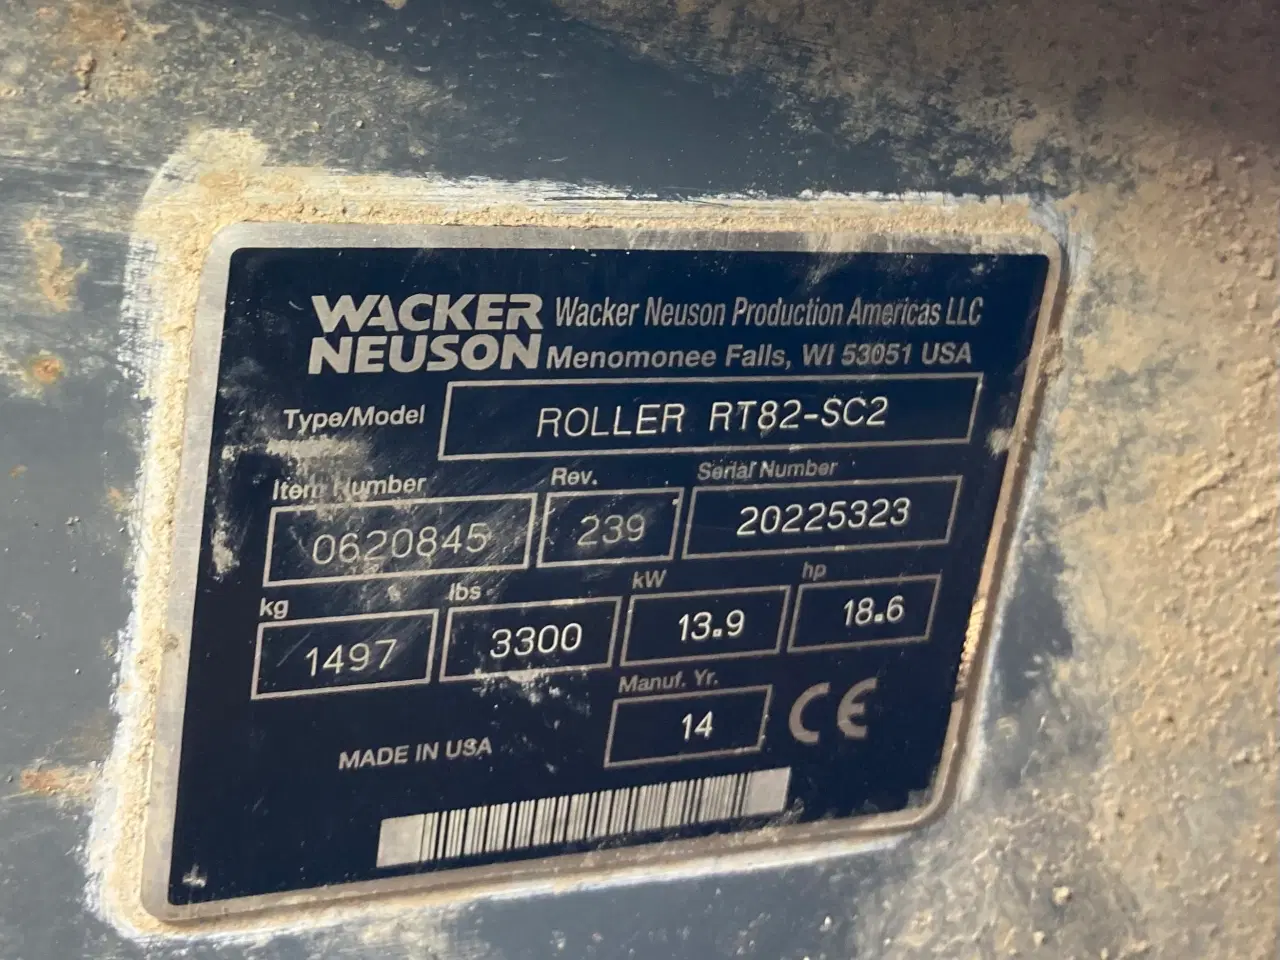 WACKER NEUSON
Wacker Neuson Production Americas LLC
Menomonee Falls, WI 53051 USA
Type/Model ROLLER RT82-SC2
Item Number Rev. Serial Number
0620845 239 20225323
kg lbs kW hp
1497 3300 13.9 18.6
Manuf. Yr.
14 CE
MADE IN USA